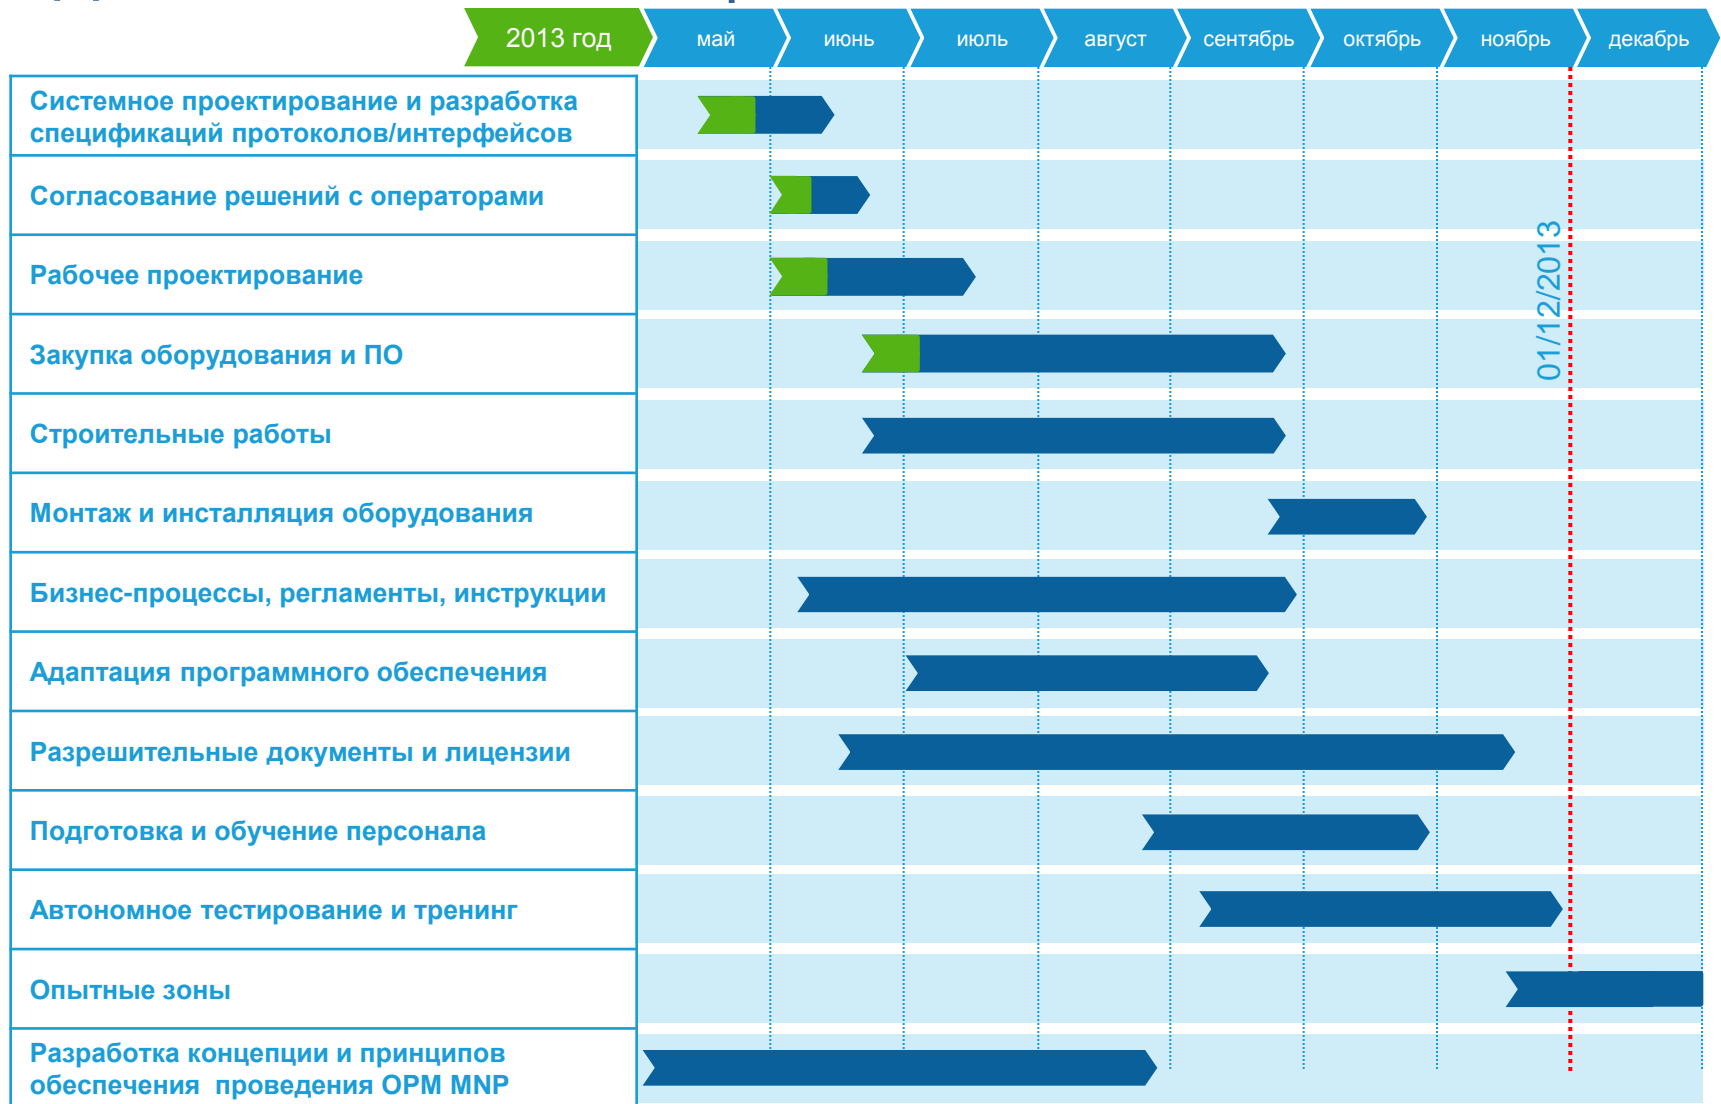 2013 год
май
июнь
июль
август
сентябрь
октябрь
ноябрь
декабрь
Системное проектирование и разработка
спецификаций протоколов/интерфейсов
Согласование решений с операторами
Рабочее проектирование
01/12/2013
Закупка оборудования и ПО
Строительные работы
Монтаж и инсталляция оборудования
Бизнес-процессы, регламенты, инструкции
Адаптация программного обеспечения
Разрешительные документы и лицензии
Подготовка и обучение персонала
Автономное тестирование и тренинг
Опытные зоны
Разработка концепции и принципов
обеспечения проведения ОРМ MNP